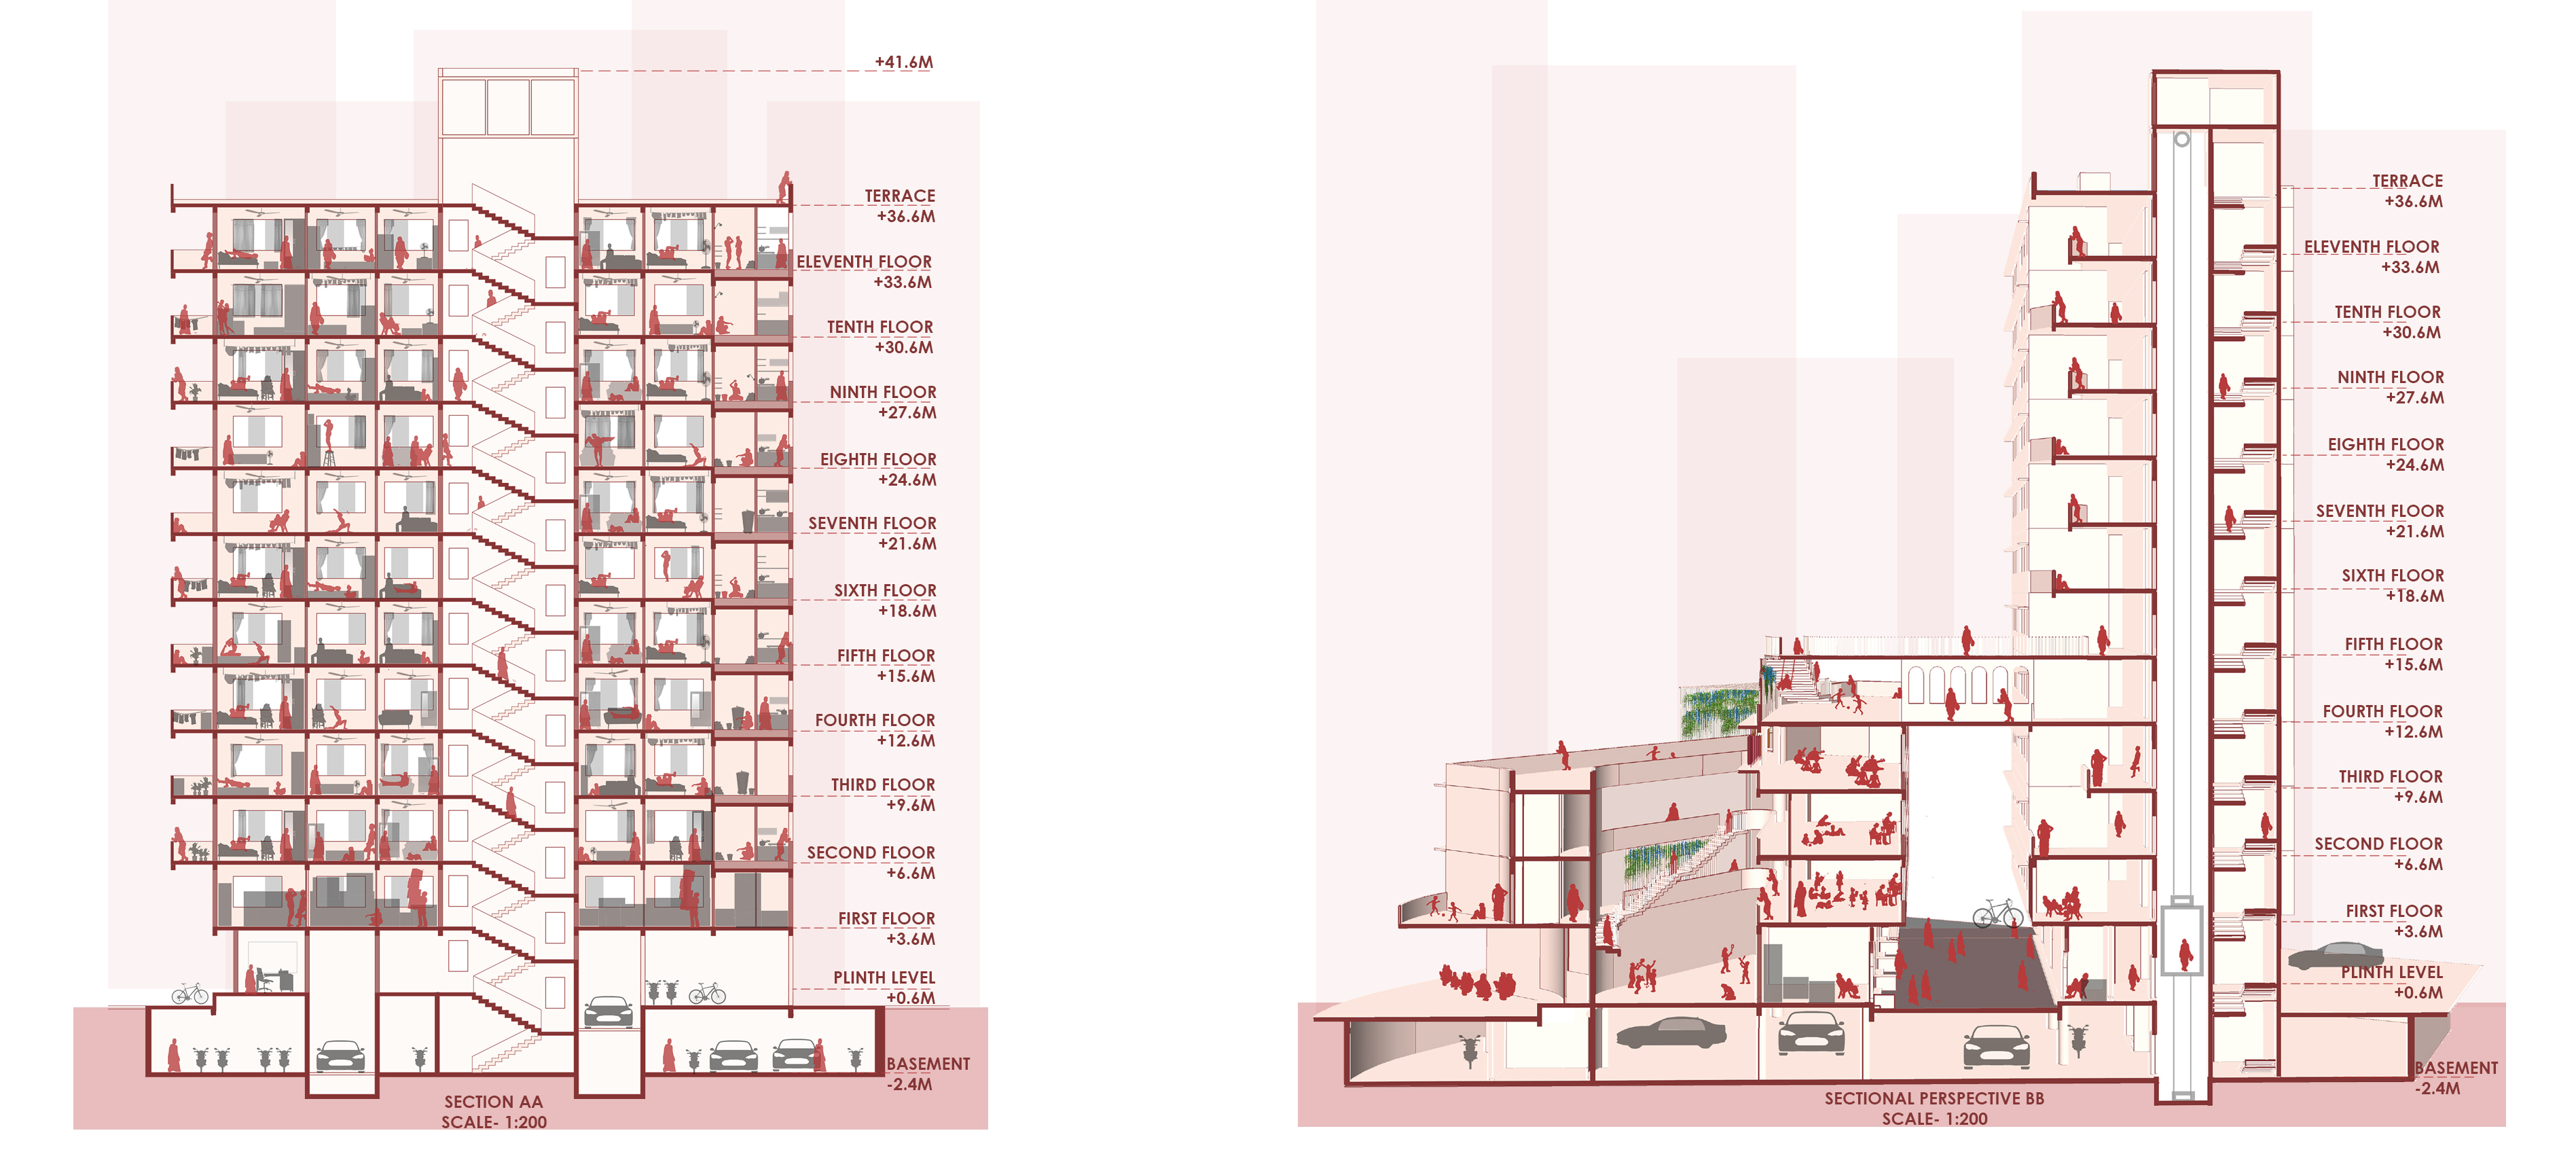 +41.6M
TERRACE
+36.6M
ELEVENTH FLOOR
+33.6M
TENTH FLOOR
+30.6M
NINTH FLOOR
+27.6M
EIGHTH FLOOR
+24.6M
SEVENTH FLOOR
+21.6M
SIXTH FLOOR
+18.6M
FIFTH FLOOR
+15.6M
FOURTH FLOOR
+12.6M
THIRD FLOOR
+9.6M
SECOND FLOOR
+6.6M
FIRST FLOOR
+3.6M
PLINTH LEVEL
+0.6M
BASEMENT
-2.4M
SECTION AA
SCALE- 1:200
TERRACE
+36.6M
ELEVENTH FLOOR
+33.6M
TENTH FLOOR
+30.6M
NINTH FLOOR
+27.6M
EIGHTH FLOOR
+24.6M
SEVENTH FLOOR
+21.6M
SIXTH FLOOR
+18.6M
FIFTH FLOOR
+15.6M
FOURTH FLOOR
+12.6M
THIRD FLOOR
+9.6M
SECOND FLOOR
+6.6M
FIRST FLOOR
+3.6M
PLINTH LEVEL
+0.6M
BASEMENT
-2.4M
SECTIONAL PERSPECTIVE BB
SCALE- 1:200